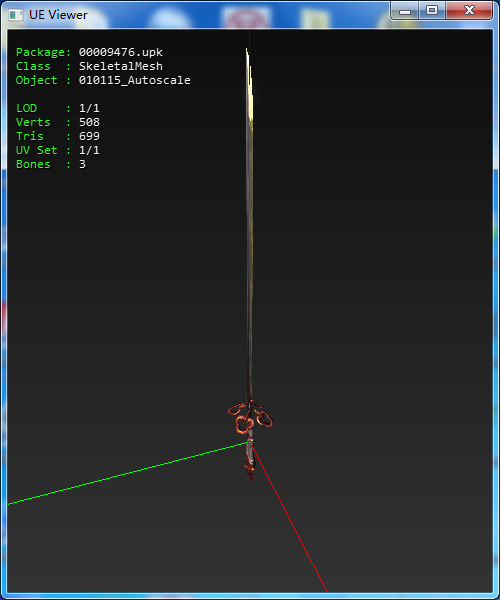 UE Viewer
Package: 00009476.upk
Class : SkeletalMesh
Object : 010115_Autoscale
LOD : 1/1
Verts : 508
Tris : 699
UV Set : 1/1
Bones : 3